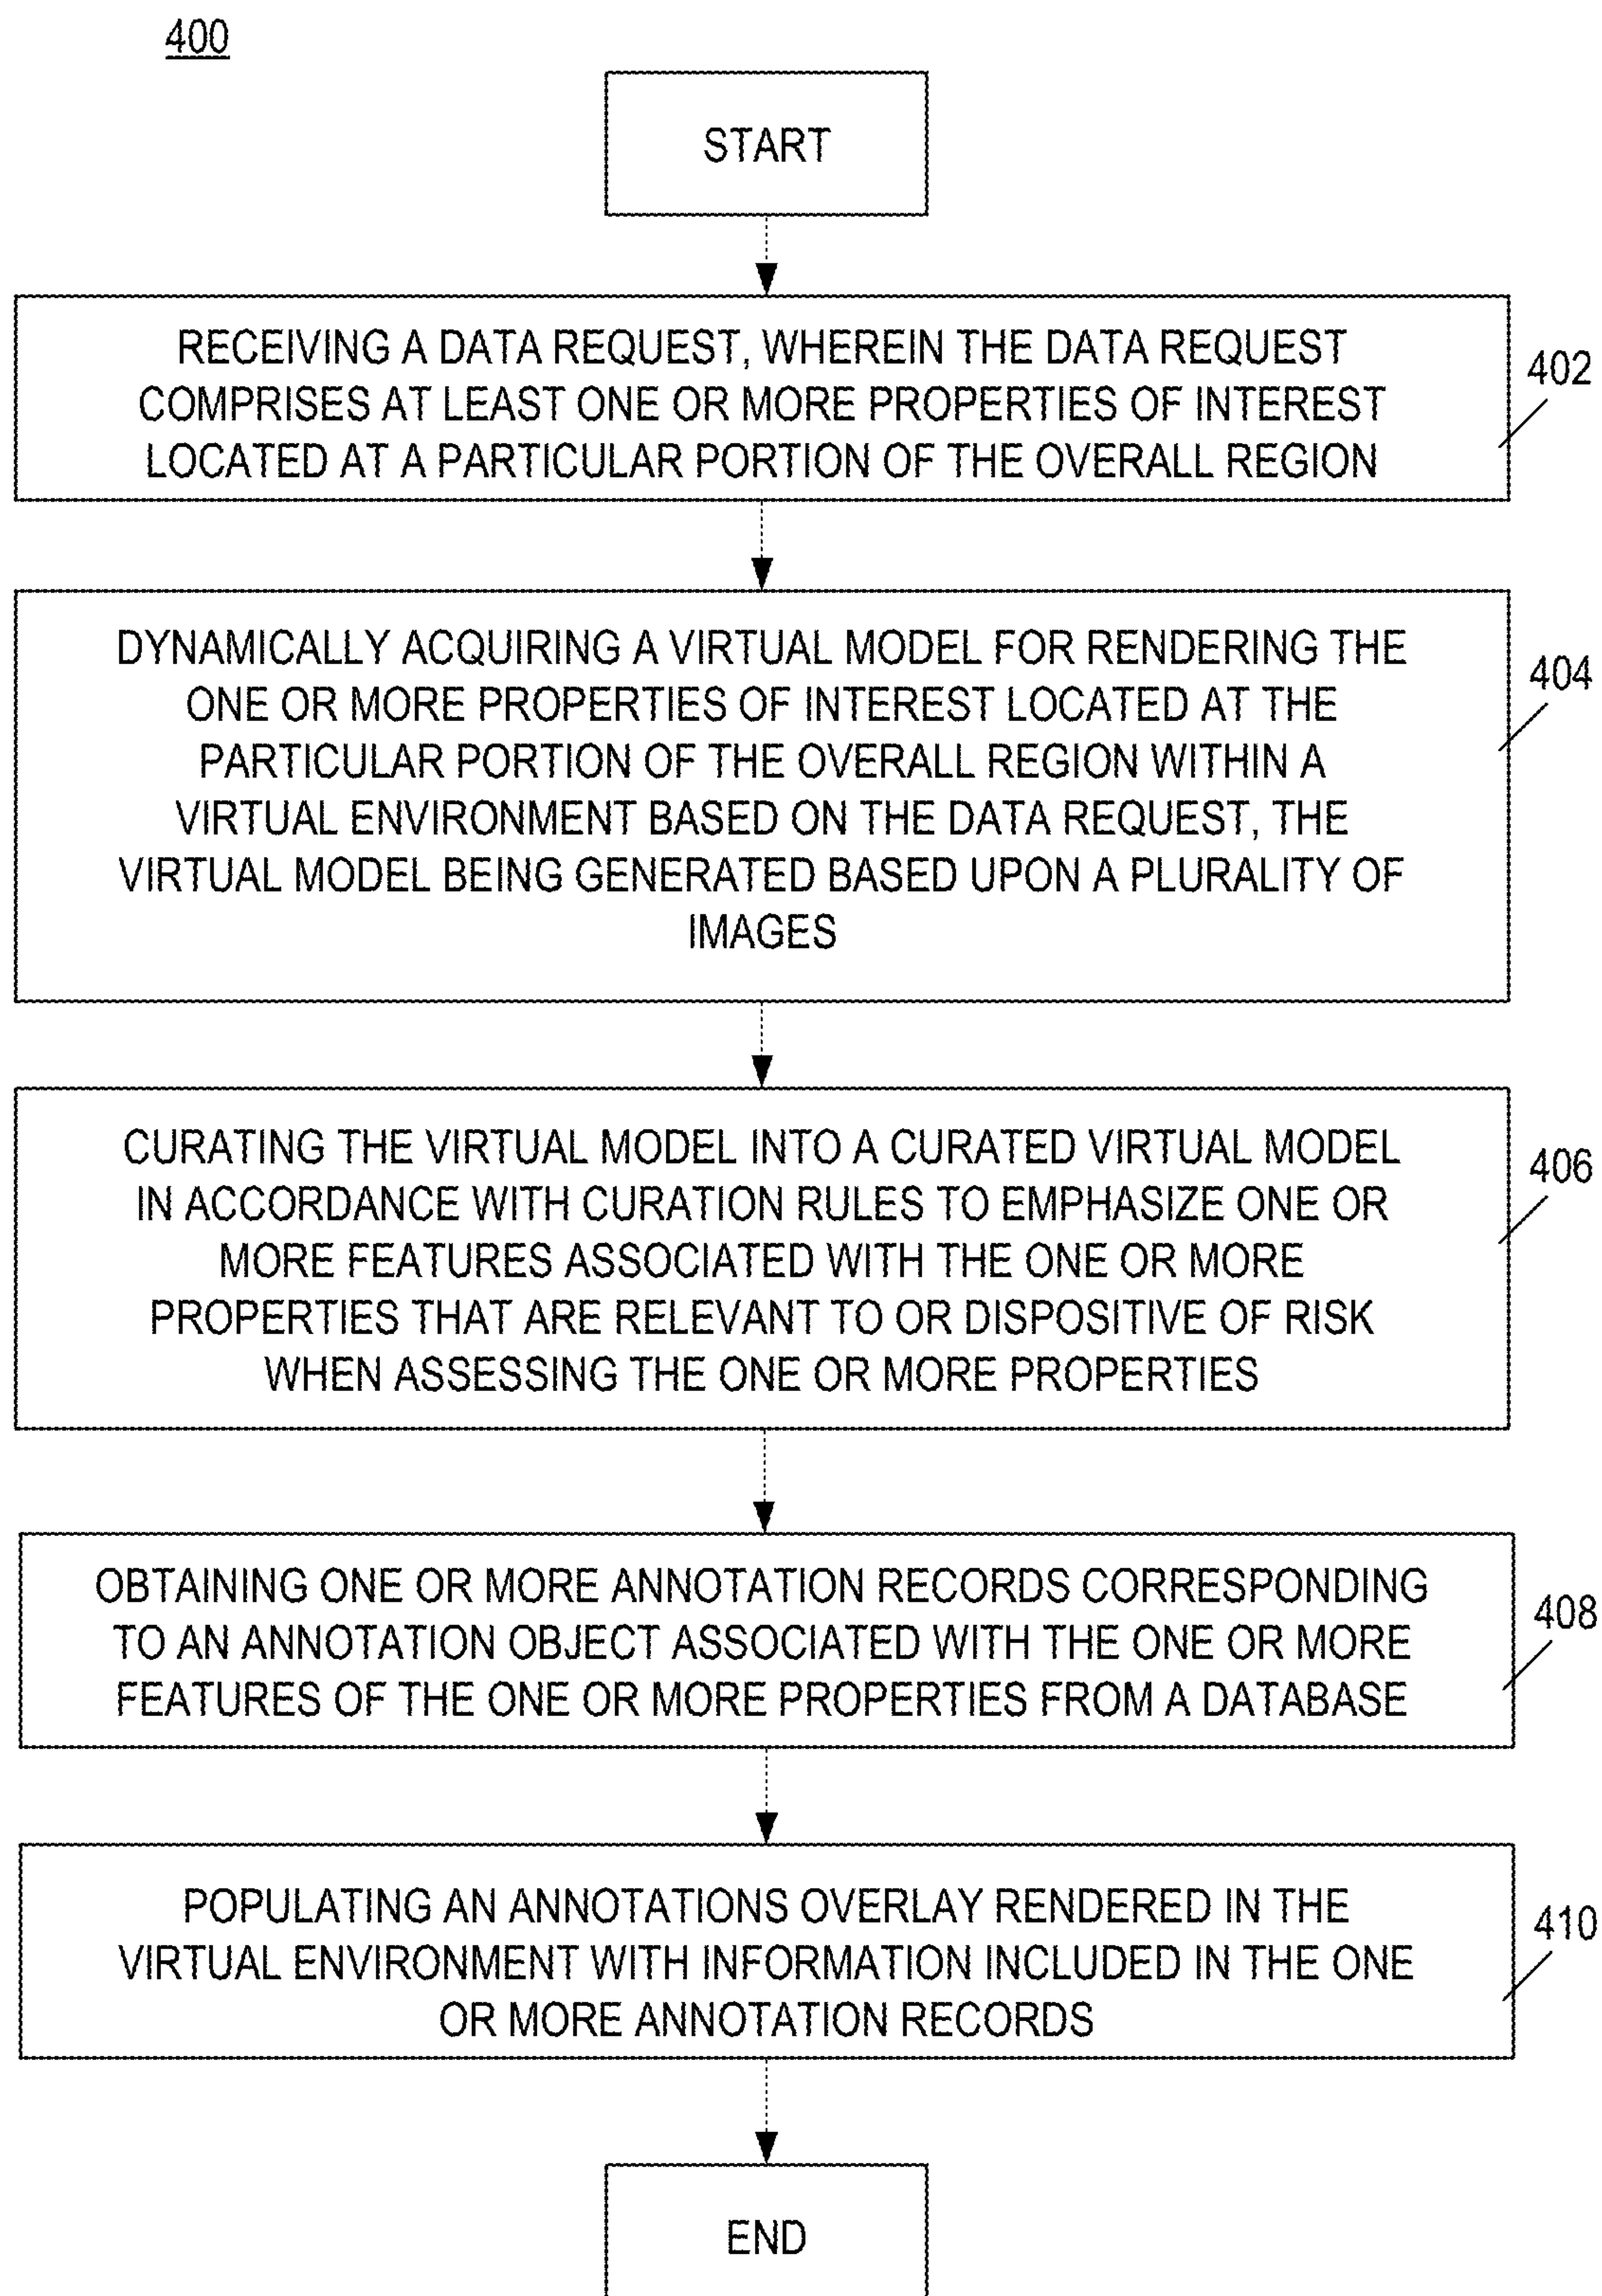 400
START
RECEIVING A DATA REQUEST, WHEREIN THE DATA REQUEST
COMPRISES AT LEAST ONE OR MORE PROPERTIES OF INTEREST
LOCATED AT A PARTICULAR PORTION OF THE OVERALL REGION
402
DYNAMICALLY ACQUIRING A VIRTUAL MODEL FOR RENDERING THE
ONE OR MORE PROPERTIES OF INTEREST LOCATED AT THE
PARTICULAR PORTION OF THE OVERALL REGION WITHIN A
VIRTUAL ENVIRONMENT BASED ON THE DATA REQUEST, THE
VIRTUAL MODEL BEING GENERATED BASED UPON A PLURALITY OF
IMAGES
404
CURATING THE VIRTUAL MODEL INTO A CURATED VIRTUAL MODEL
IN ACCORDANCE WITH CURATION RULES TO EMPHASIZE ONE OR
MORE FEATURES ASSOCIATED WITH THE ONE OR MORE
PROPERTIES THAT ARE RELEVANT TO OR DISPOSITIVE OF RISK
WHEN ASSESSING THE ONE OR MORE PROPERTIES
406
OBTAINING ONE OR MORE ANNOTATION RECORDS CORRESPONDING
TO AN ANNOTATION OBJECT ASSOCIATED WITH THE ONE OR MORE
FEATURES OF THE ONE OR MORE PROPERTIES FROM A DATABASE
408
POPULATING AN ANNOTATIONS OVERLAY RENDERED IN THE
VIRTUAL ENVIRONMENT WITH INFORMATION INCLUDED IN THE ONE
OR MORE ANNOTATION RECORDS
410
END